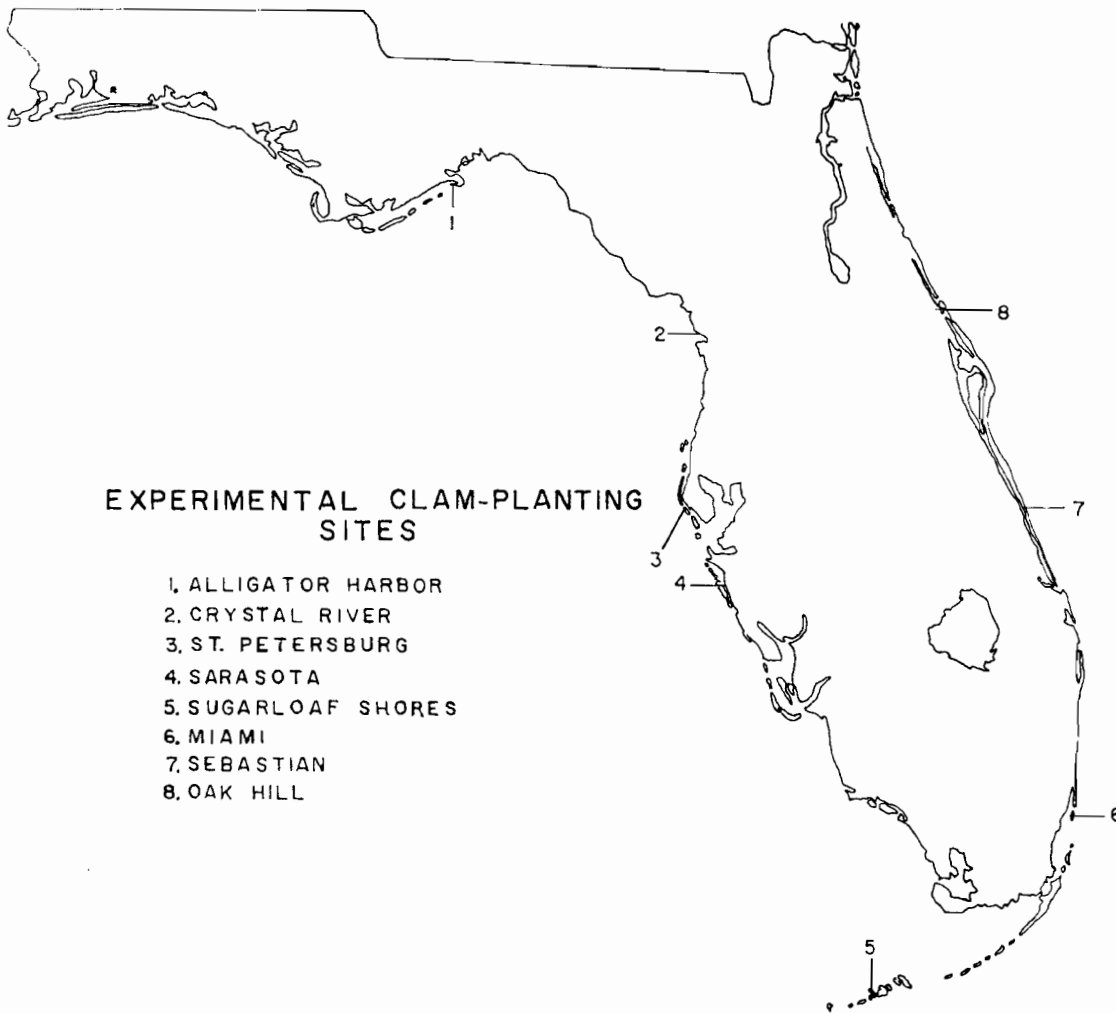 1
8
2
EXPERIMENTAL CLAM-PLANTING
SITES
7
3
4
1. ALLIGATOR HARBOR
2. CRYSTAL RIVER
3. ST. PETERSBURG
4. SARASOTA
5. SUGARLOAF SHORES
6. MIAMI
7. SEBASTIAN
8. OAK HILL
6
5